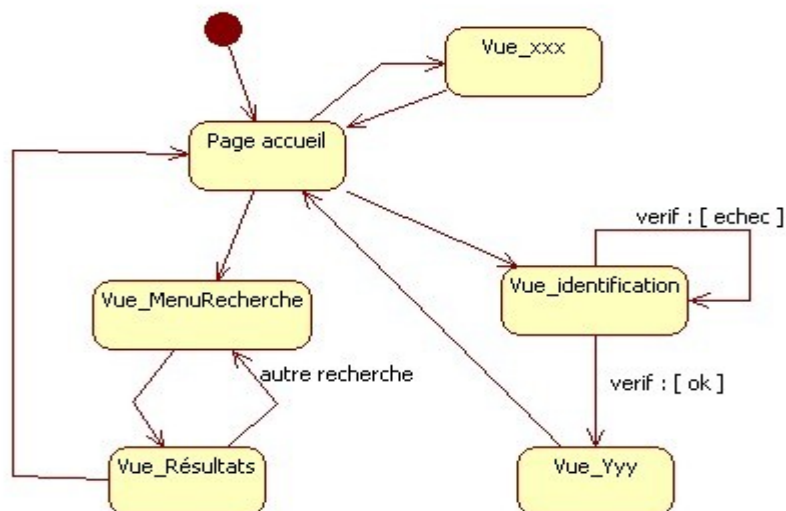 Vue_xxx
Page accueil
verif : [ echec ]
Vue_MenuRecherche
Vue_identification
autre recherche
verif : [ ok ]
Vue_Résultats
Vue_Yyy